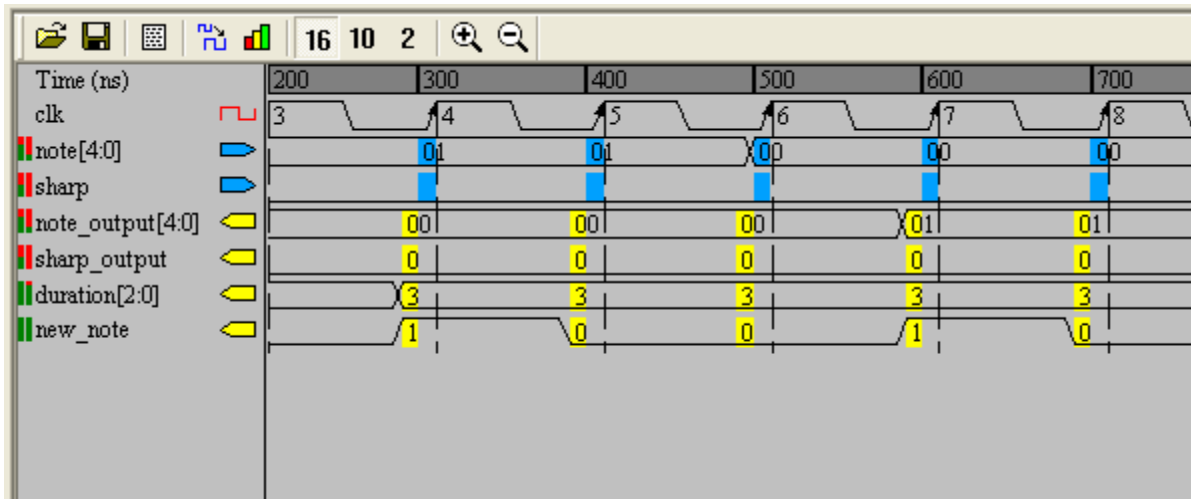 16 10 2
Time (ns) 200 300 400 500 600 700
clk 3 4 5 6 7 8
note[4:0] 01 01 00 00 00
sharp
note_output[4:0] 00 00 00 01 01
sharp_output 0 0 0 0 0
duration[2:0] 3 3 3 3 3
new_note 1 0 0 1 0